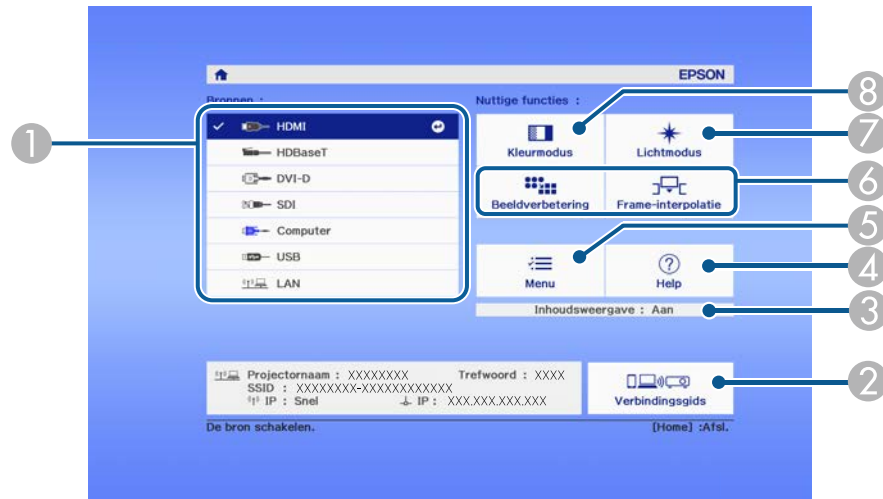 EPSON
Bronnen :
Nuttige functies :
HDMI
HDBaseT
DVI-D
SDI
Computer
USB
LAN
Kleurmodus
Lichtmodus
Beeldverbetering
Frame-interpolatie
Menu
Help
Inhoudsweergave : Aan
Projectornaam : XXXXXXXX Trefwoord : XXXX
SSID : XXXXXXXX-XXXXXXXXXXXX
IP : Snel IP : XXX.XXX.XXX.XXX
Verbindingsgids
De bron schakelen.
[Home] :Afsl.
1
8
7
6
5
4
3
2